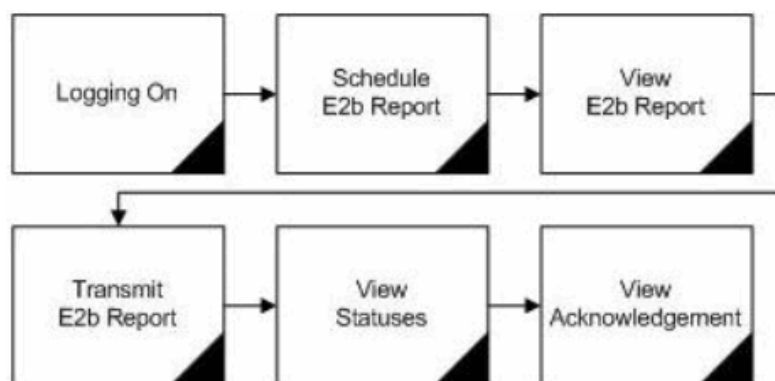 Logging On
Schedule
E2b Report
View
E2b Report
Transmit
E2b Report
View
Statuses
View
Acknowledgement